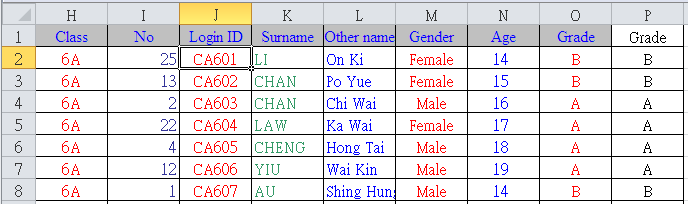 H I J K L M N O P
1 Class No Login ID Surname Other name Gender Age Grade Grade
2 6A 25 CA601 LI On Ki Female 14 B B
3 6A 13 CA602 CHAN Po Yue Female 15 B B
4 6A 2 CA603 CHAN Chi Wai Male 16 A A
5 6A 22 CA604 LAW Ka Wai Female 17 A A
6 6A 4 CA605 CHENG Hong Tai Male 18 A A
7 6A 12 CA606 YIU Wai Kin Male 19 A A
8 6A 1 CA607 AU Shing Hung Male 14 B B